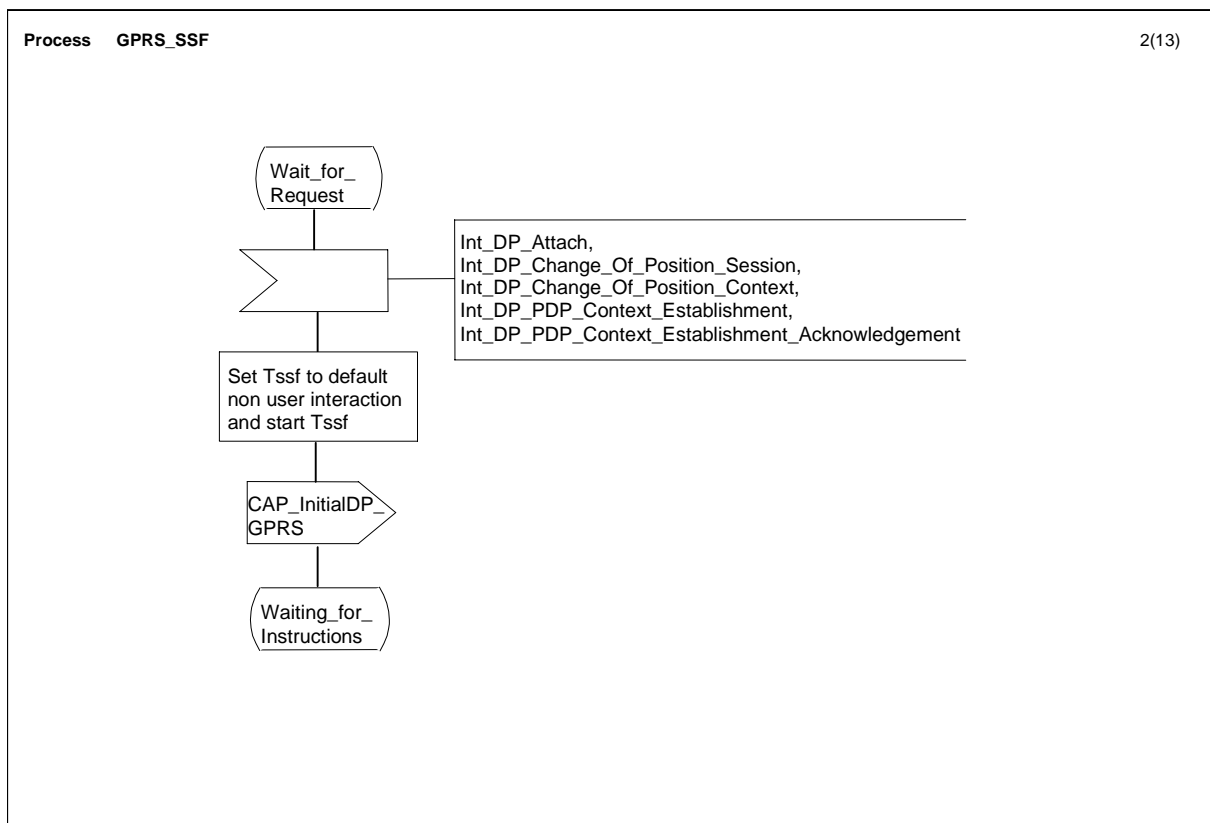 Process GPRS_SSF 2(13)
Wait_for_
Request
Int_DP_Attach,
Int_DP_Change_Of_Position_Session,
Int_DP_Change_Of_Position_Context,
Int_DP_PDP_Context_Establishment,
Int_DP_PDP_Context_Establishment_Acknowledgement
Set Tssf to default
non user interaction
and start Tssf
CAP_InitialDP_
GPRS
Waiting_for_
Instructions